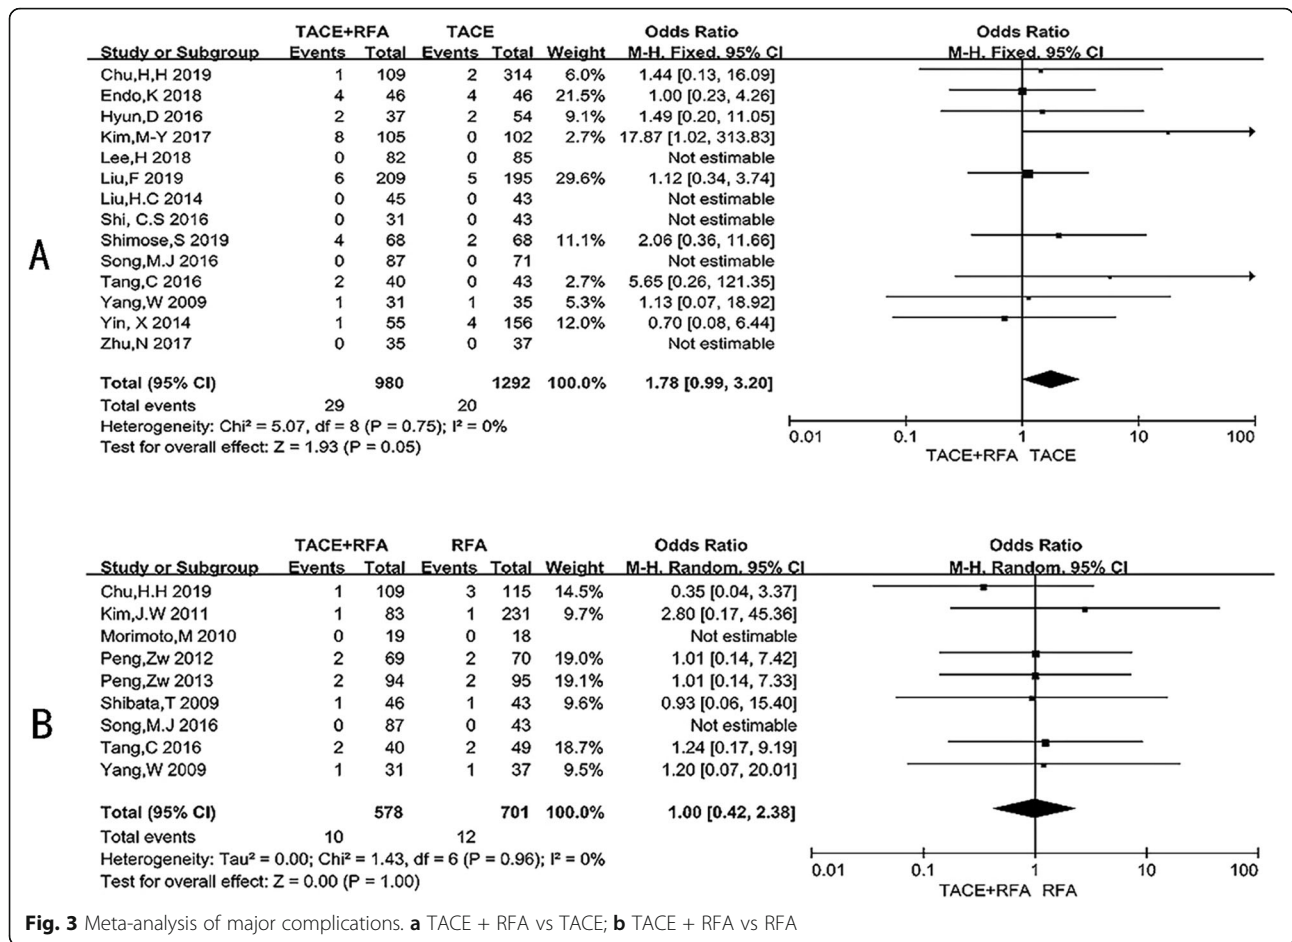 TACE+RFA TACE Odds Ratio Odds Ratio
Study or Subgroup Events Total Events Total Weight M-H. Fixed. 95% CI M-H. Fixed. 95% CI
Chu,H,H 2019 1 109 2 314 6.0% 1.44 [0.13, 16.09]
Endo,K 2018 4 46 4 46 21.5% 1.00 [0.23, 4.26]
Hyun,D 2016 2 37 2 54 9.1% 1.49 [0.20, 11.05]
Kim,M-Y 2017 8 105 0 102 2.7% 17.87 [1.02, 313.83]
Lee,H 2018 0 82 0 85 Not estimable
Liu,F 2019 6 209 5 195 29.6% 1.12 [0.34, 3.74]
Liu,H.C 2014 0 45 0 43 Not estimable
Shi, C.S 2016 0 31 0 43 Not estimable
Shimose,S 2019 4 68 2 68 11.1% 2.06 [0.36, 11.66]
A
Song,M.J 2016 0 87 0 71 Not estimable
Tang,C 2016 2 40 0 43 2.7% 5.65 [0.26, 121.35]
Yang,W 2009 1 31 1 35 5.3% 1.13 [0.07, 18.92]
Yin, X 2014 1 55 4 156 12.0% 0.70 [0.08, 6.44]
Zhu,N 2017 0 35 0 37 Not estimable
Total (95% CI) 980 1292 100.0% 1.78 [0.99, 3.20]
Total events 29 20
Heterogeneity: Chi² = 5.07, df = 8 (P = 0.75); I² = 0%
Test for overall effect: Z = 1.93 (P = 0.05)
0.01 0.1 1 10 100
TACE+RFA TACE
TACE+RFA RFA Odds Ratio Odds Ratio
Study or Subgroup Events Total Events Total Weight M-H. Random. 95% CI M-H. Random. 95% CI
Chu,H.H 2019 1 109 3 115 14.5% 0.35 [0.04, 3.37]
Kim,J.W 2011 1 83 1 231 9.7% 2.80 [0.17, 45.36]
Morimoto,M 2010 0 19 0 18 Not estimable
Peng,Zw 2012 2 69 2 70 19.0% 1.01 [0.14, 7.42]
Peng,Zw 2013 2 94 2 95 19.1% 1.01 [0.14, 7.33]
Shibata,T 2009 1 46 1 43 9.6% 0.93 [0.06, 15.40]
B
Song,M.J 2016 0 87 0 43 Not estimable
Tang,C 2016 2 40 2 49 18.7% 1.24 [0.17, 9.19]
Yang,W 2009 1 31 1 37 9.5% 1.20 [0.07, 20.01]
Total (95% CI) 578 701 100.0% 1.00 [0.42, 2.38]
Total events 10 12
Heterogeneity: Tau² = 0.00; Chi² = 1.43, df = 6 (P = 0.96); I² = 0%
Test for overall effect: Z = 0.00 (P = 1.00)
0.01 0.1 1 10 100
TACE+RFA RFA
Fig. 3 Meta-analysis of major complications. a TACE + RFA vs TACE; b TACE + RFA vs RFA